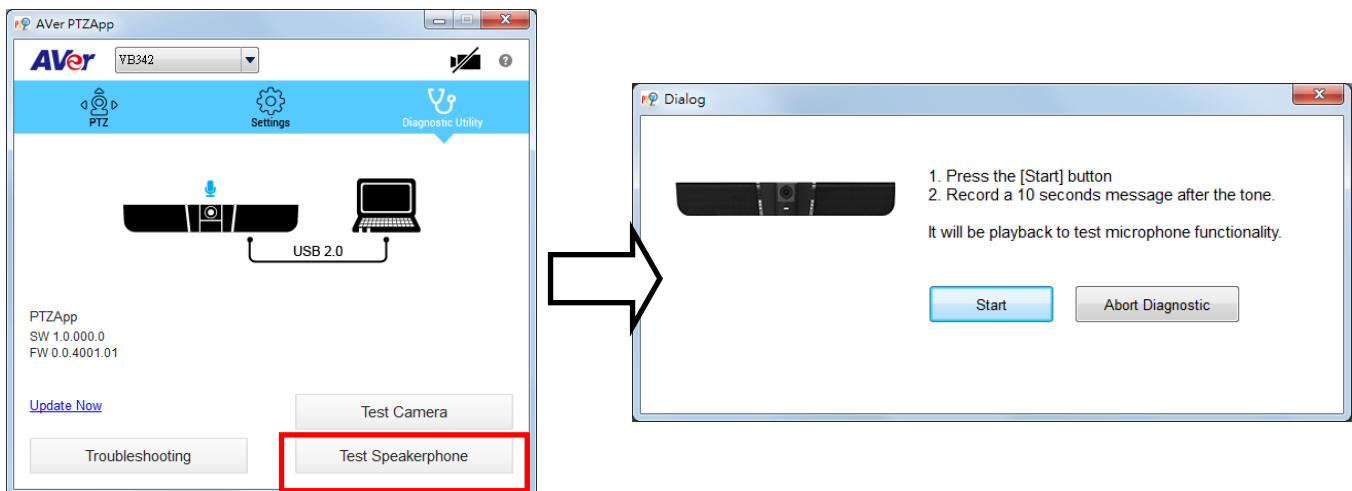 AVer PTZApp
AVer
VB342
PTZ
Settings
Diagnostic Utility
USB 2.0
PTZApp
SW 1.0.000.0
FW 0.0.4001.01
Update Now
Test Camera
Troubleshooting
Test Speakerphone
Dialog
1. Press the [Start] button
2. Record a 10 seconds message after the tone.
It will be playback to test microphone functionality.
Start
Abort Diagnostic